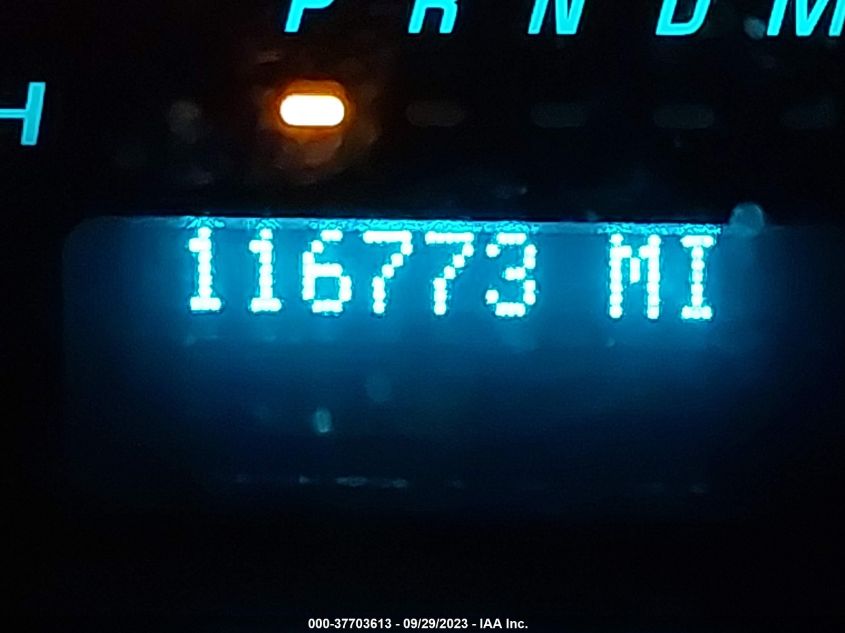 P R N D M
H
116773 MI
000-37703613 - 09/29/2023 - IAA Inc.